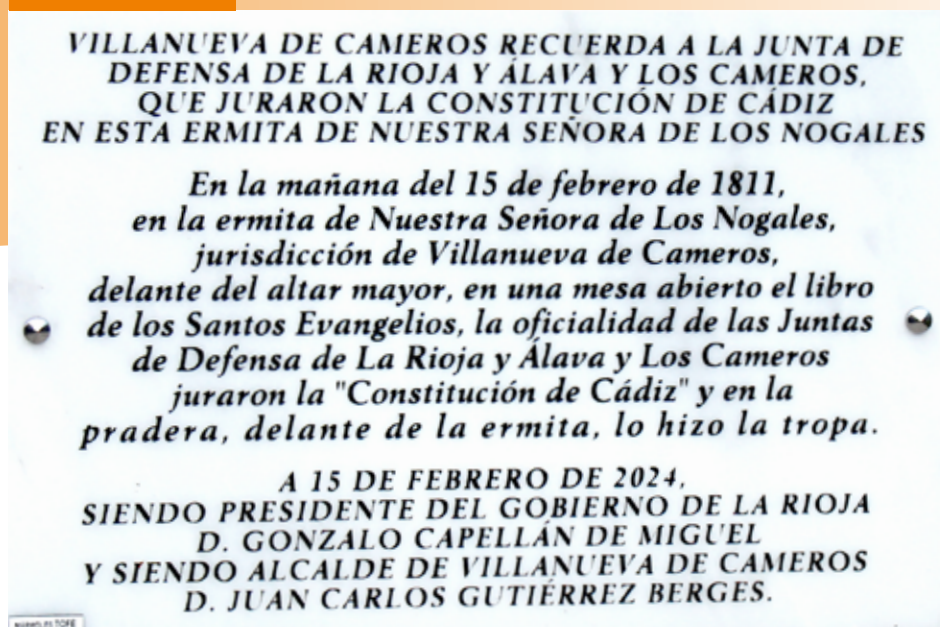 VILLANUEVA DE CAMEROS RECUERDA A LA JUNTA DE
DEFENSA DE LA RIOJA Y ÁLAVA Y LOS CAMEROS,
QUE JURARON LA CONSTITUCIÓN DE CÁDIZ
EN ESTA ERMITA DE NUESTRA SEÑORA DE LOS NOGALES
En la mañana del 15 de febrero de 1811,
en la ermita de Nuestra Señora de Los Nogales,
jurisdicción de Villanueva de Cameros,
delante del altar mayor, en una mesa abierto el libro
de los Santos Evangelios, la oficialidad de las Juntas
de Defensa de La Rioja y Álava y Los Cameros
juraron la "Constitución de Cádiz" y en la
pradera, delante de la ermita, lo hizo la tropa.
A 15 DE FEBRERO DE 2024,
SIENDO PRESIDENTE DEL GOBIERNO DE LA RIOJA
D. GONZALO CAPELLÁN DE MIGUEL
Y SIENDO ALCALDE DE VILLANUEVA DE CAMEROS
D. JUAN CARLOS GUTIÉRREZ BERGES.